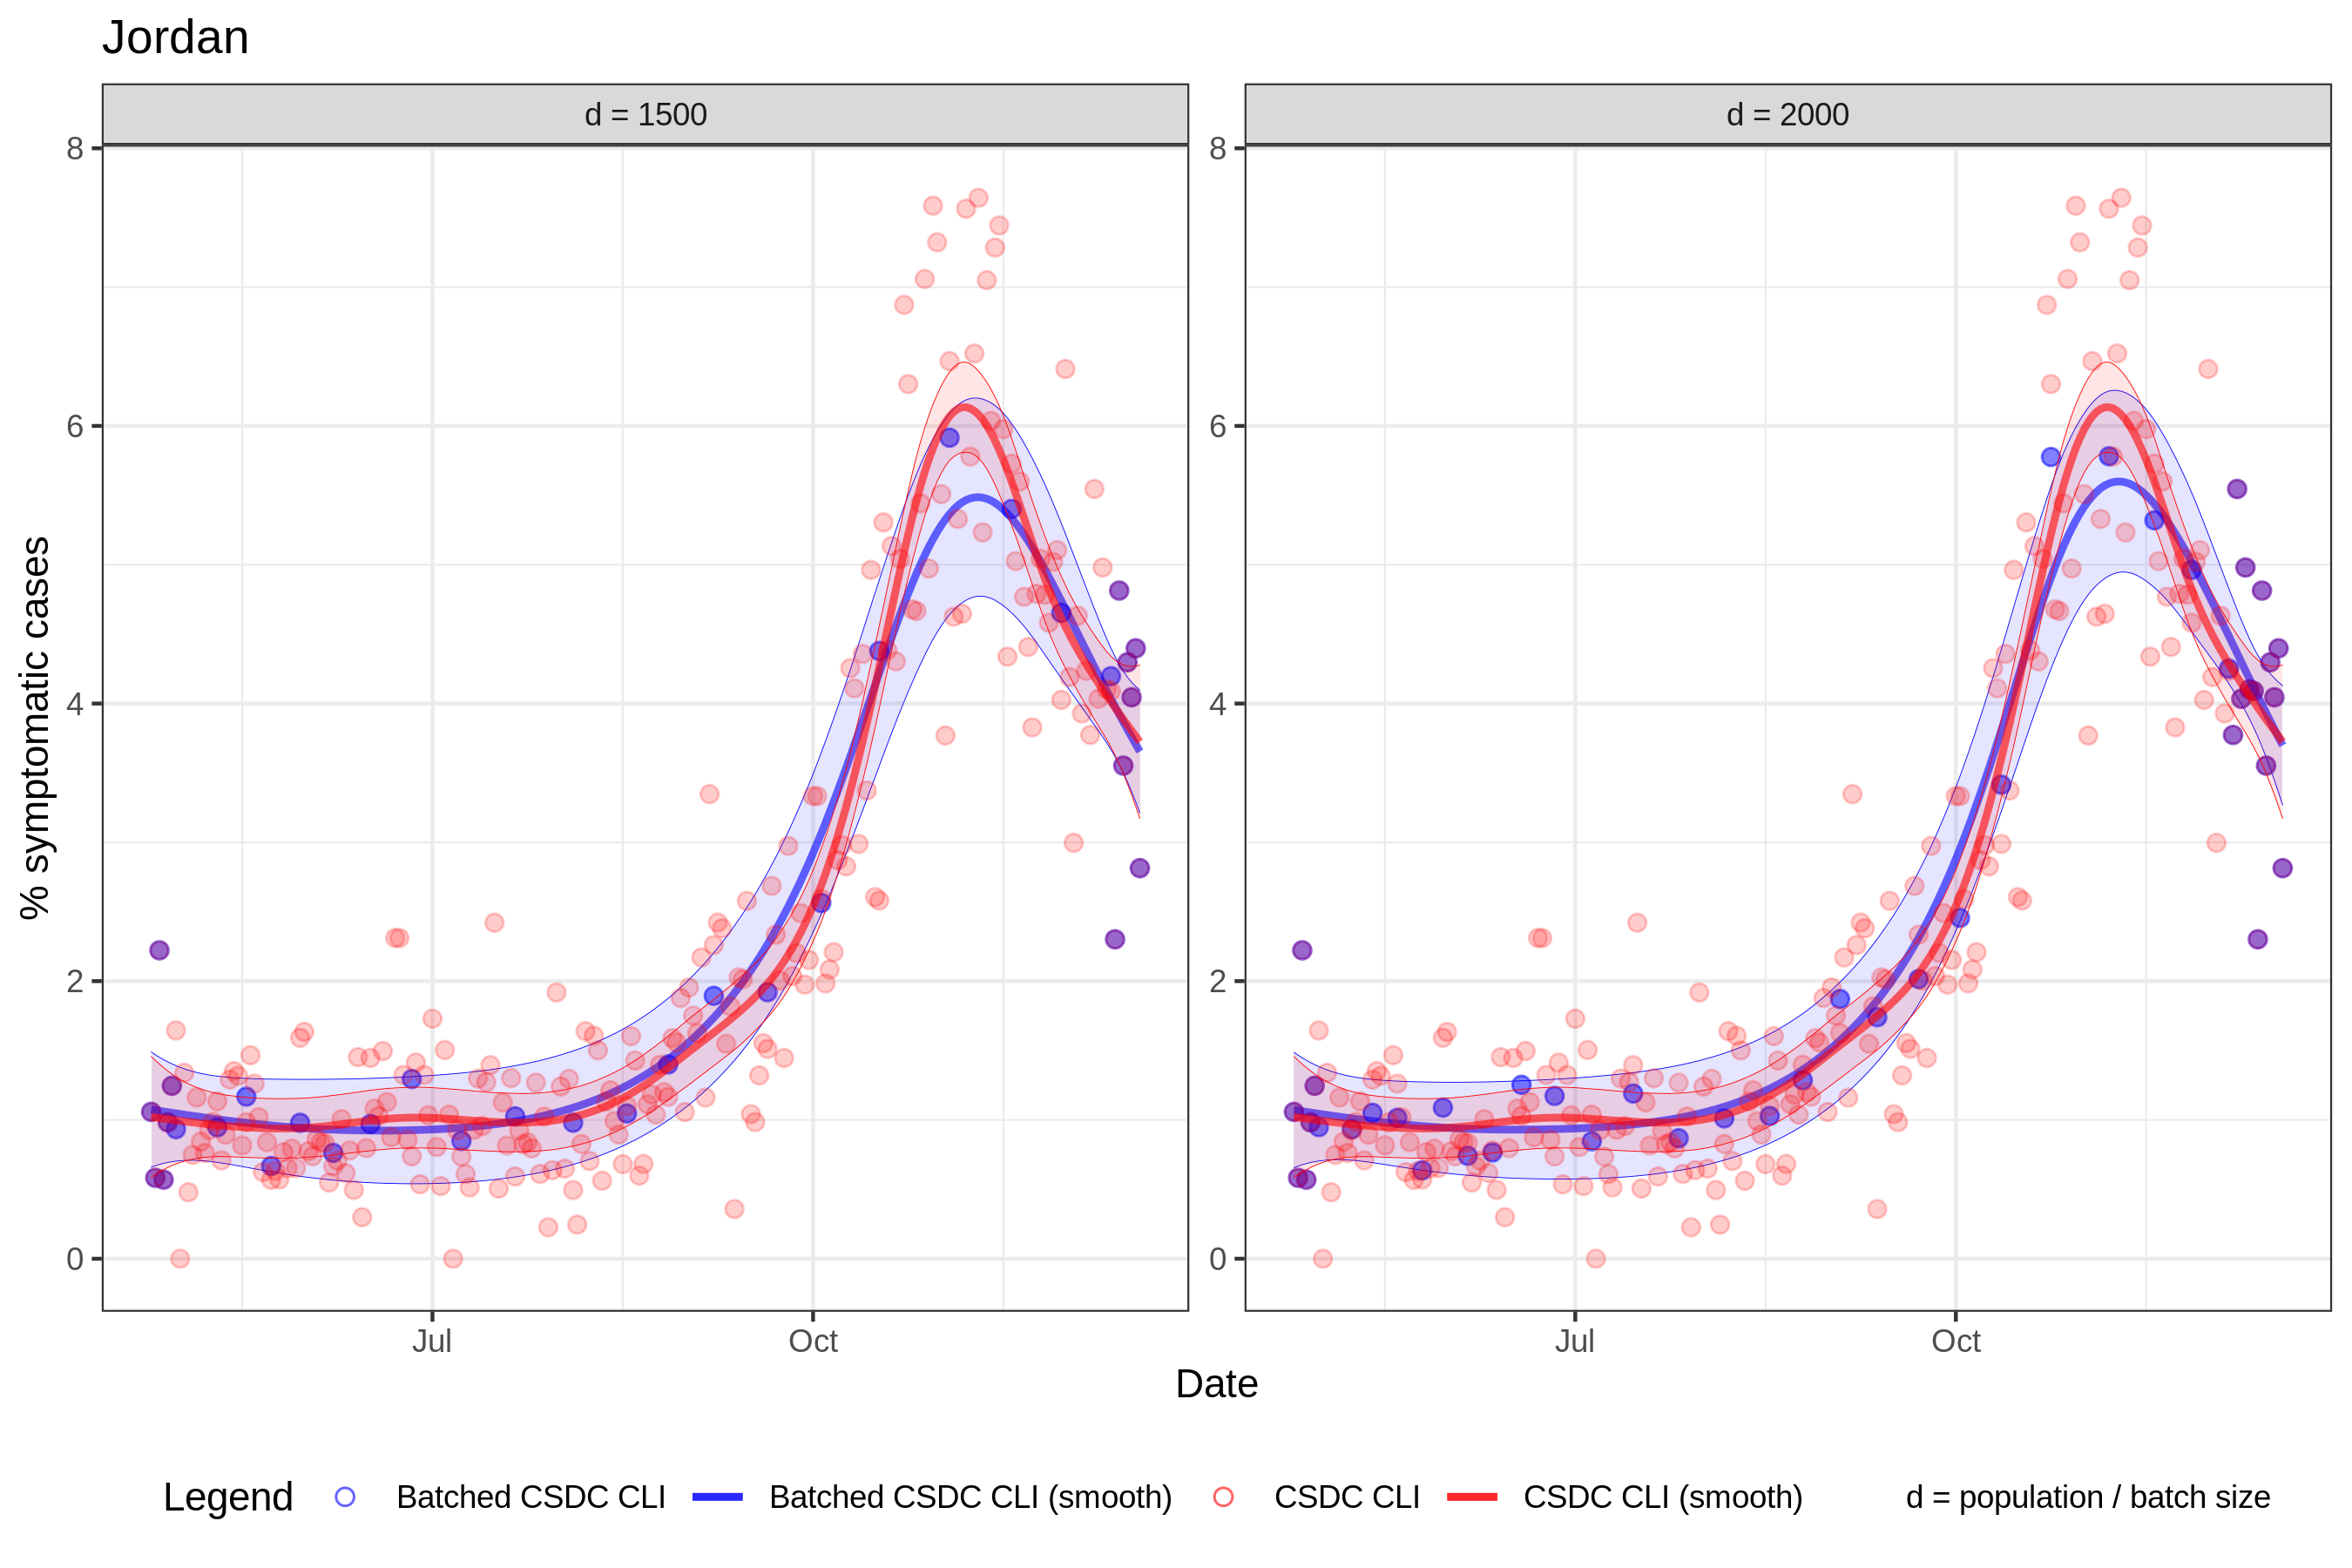 Jordan
d = 1500
d = 2000
% symptomatic cases
8
6
4
2
0
8
6
4
2
0
Jul
Oct
Jul
Oct
Date
Legend
Batched CSDC CLI
Batched CSDC CLI (smooth)
CSDC CLI
CSDC CLI (smooth)
d = population / batch size